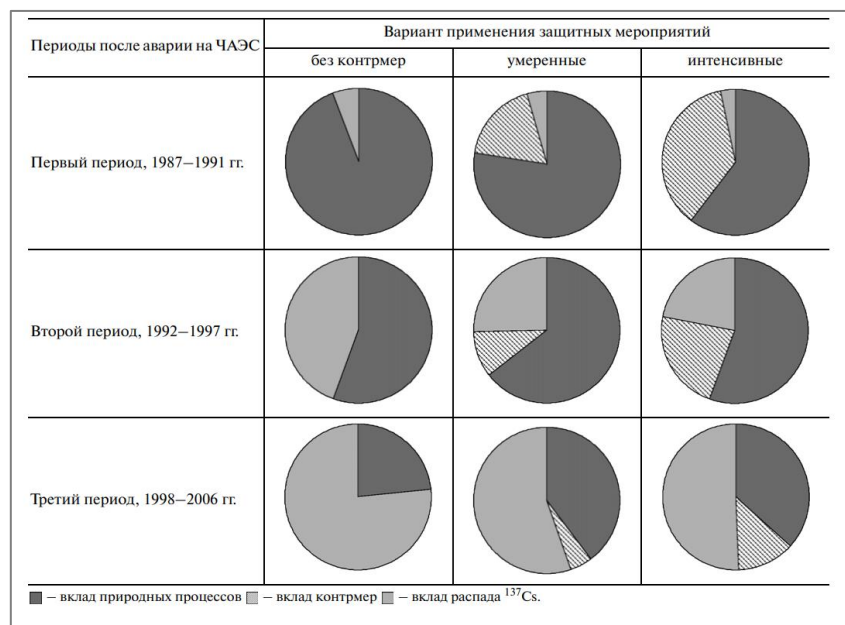 Периоды после аварии на ЧАЭС
Вариант применения защитных мероприятий
без контрмер
умеренные
интенсивные
Первый период, 1987–1991 гг.
Второй период, 1992–1997 гг.
Третий период, 1998–2006 гг.
– вклад природных процессов – вклад контрмер – вклад распада ¹³⁷Cs.